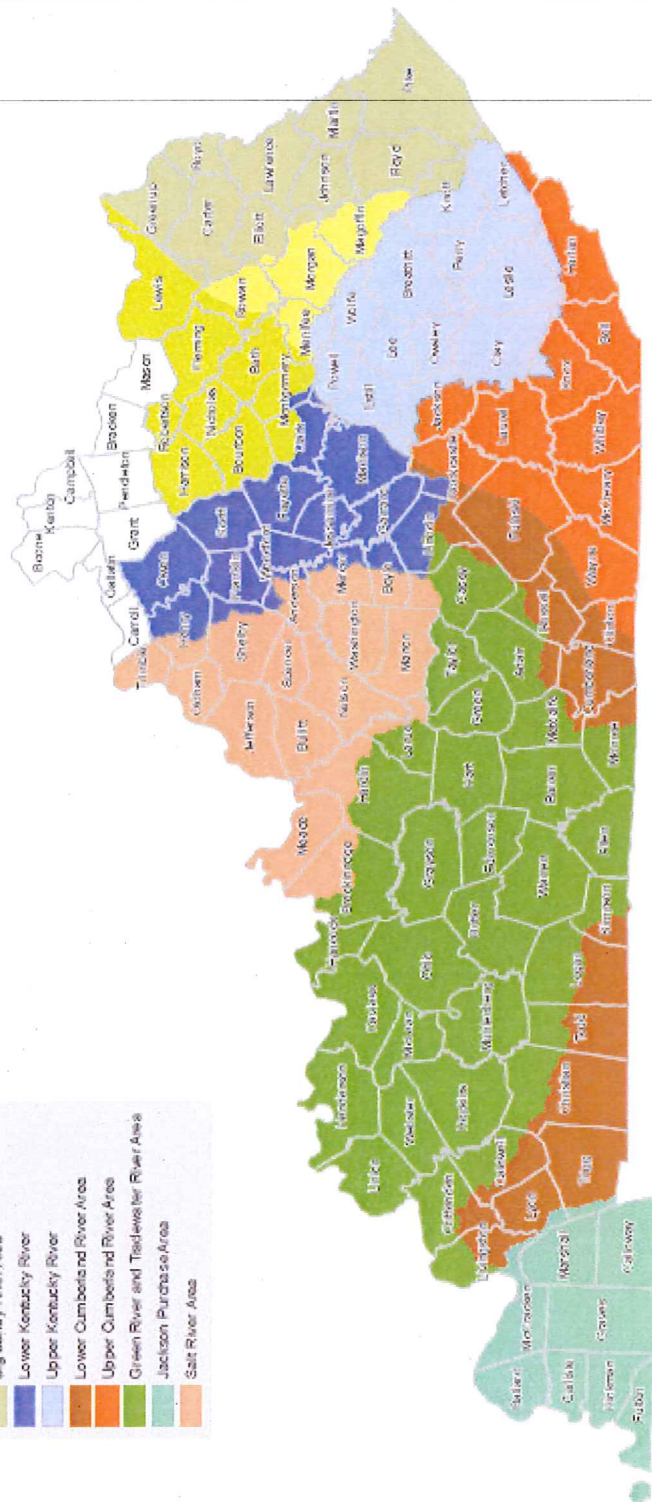 Lower Kentucky River
Upper Kentucky River
Lower Cumberland River Area
Upper Cumberland River Area
Green River and Tradewater River Area
Jackson Purchase Area
Salt River Area
Boone
Kenton
Campbell
Gallatin
Grant
Pendleton
Bracken
Mason
Carroll
Trimble
Henry
Owen
Harrison
Robertson
Lewis
Greenup
Fleming
Nicholas
Bourbon
Bath
Rowan
Carter
Boyd
Elliott
Lawrence
Oldham
Shelby
Franklin
Scott
Jefferson
Woodford
Fayette
Clark
Montgomery
Menifee
Morgan
Johnson
Martin
Magoffin
Floyd
Pike
Bullitt
Spencer
Anderson
Mercer
Jessamine
Madison
Powell
Wolfe
Estill
Lee
Breathitt
Knott
Meade
Nelson
Washington
Boyle
Garrard
Lincoln
Marion
Owsley
Perry
Letcher
Jackson
Clay
Leslie
Harlan
Rockcastle
Laurel
Knox
Bell
Pulaski
Whitley
McCreary
Wayne
Casey
Russell
Clinton
Cumberland
Hancock
Breckinridge
Hardin
Larue
Taylor
Green
Adair
Hart
Metcalfe
Barren
Monroe
Grayson
Edmonson
Warren
Allen
Simpson
Butler
Logan
Daviess
Ohio
McLean
Muhlenberg
Todd
Henderson
Webster
Hopkins
Christian
Union
Crittenden
Caldwell
Trigg
Lyon
Livingston
McCracken
Marshall
Calloway
Graves
Ballard
Carlisle
Hickman
Fulton